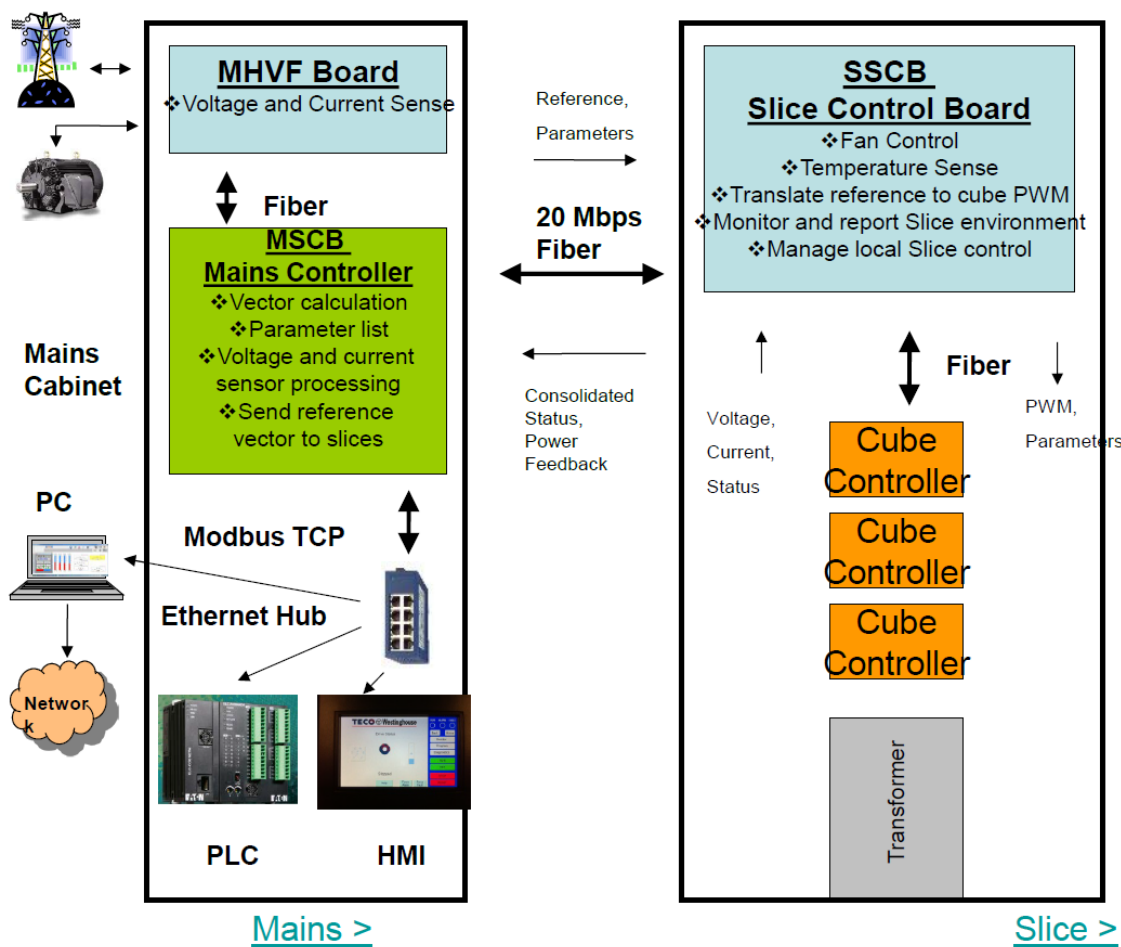 MHVF Board
❖Voltage and Current Sense
Fiber
MSCB
Mains Controller
❖Vector calculation
❖Parameter list
❖Voltage and current
sensor processing
❖Send reference
vector to slices
Mains
Cabinet
PC
Modbus TCP
Ethernet Hub
Networ
k
TECO Westinghouse
PLC
HMI
Mains >
Reference,
Parameters
20 Mbps
Fiber
Consolidated
Status,
Power
Feedback
SSCB
Slice Control Board
❖Fan Control
❖Temperature Sense
❖Translate reference to cube PWM
❖Monitor and report Slice environment
❖Manage local Slice control
Fiber
Voltage,
Current,
Status
PWM,
Parameters
Cube
Controller
Cube
Controller
Cube
Controller
Transformer
Slice >